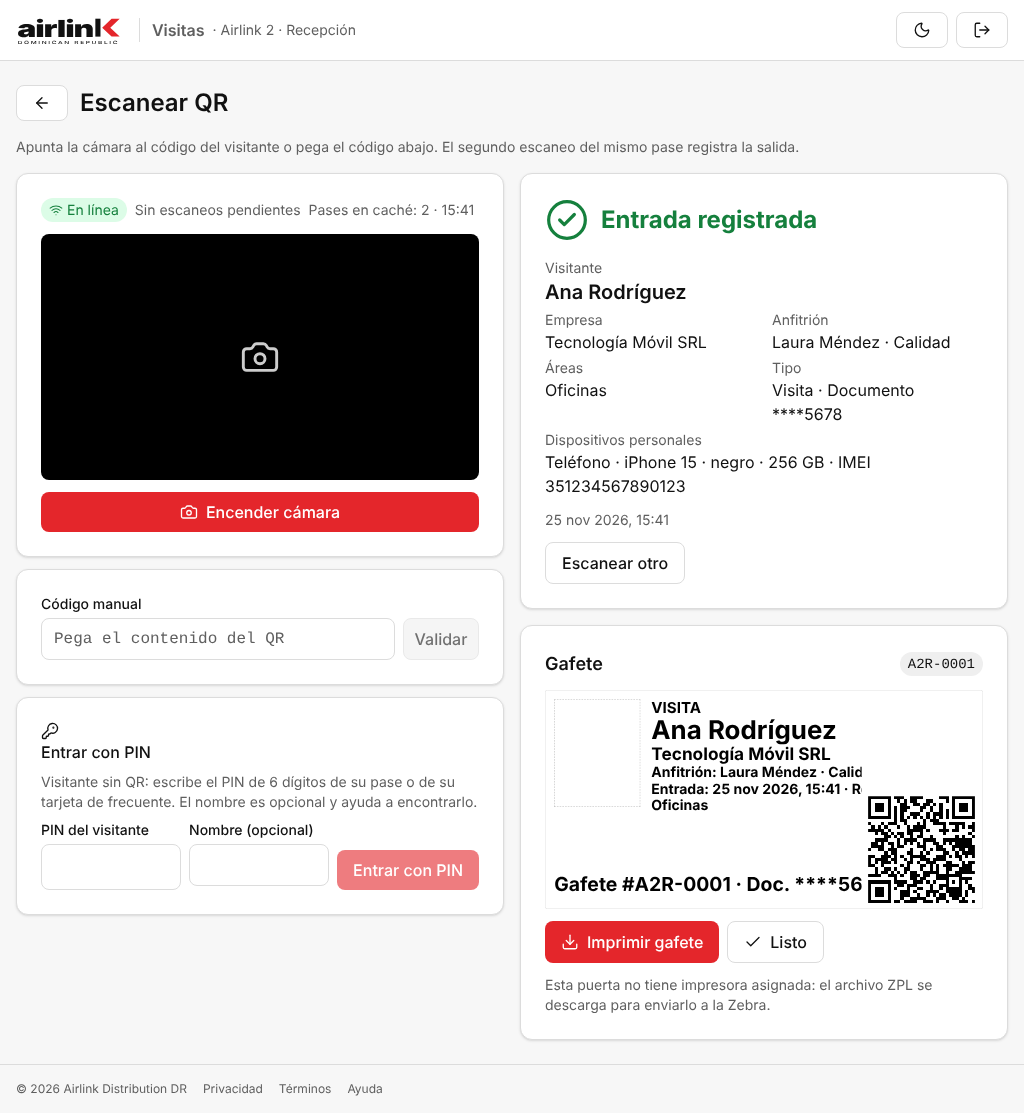 airlink
DOMINICAN REPUBLIC
Visitas · Airlink 2 · Recepción
Escanear QR
Apunta la cámara al código del visitante o pega el código abajo. El segundo escaneo del mismo pase registra la salida.
En línea Sin escaneos pendientes Pases en caché: 2 · 15:41
Encender cámara
Código manual
Pega el contenido del QR Validar
Entrar con PIN
Visitante sin QR: escribe el PIN de 6 dígitos de su pase o de su
tarjeta de frecuente. El nombre es opcional y ayuda a encontrarlo.
PIN del visitante Nombre (opcional)
Entrar con PIN
Entrada registrada
Visitante
Ana Rodríguez
Empresa Anfitrión
Tecnología Móvil SRL Laura Méndez · Calidad
Áreas Tipo
Oficinas Visita · Documento
****5678
Dispositivos personales
Teléfono · iPhone 15 · negro · 256 GB · IMEI
351234567890123
25 nov 2026, 15:41
Escanear otro
Gafete A2R-0001
VISITA
Ana Rodríguez
Tecnología Móvil SRL
Anfitrión: Laura Méndez · Calid
Entrada: 25 nov 2026, 15:41 · R
Oficinas
Gafete #A2R-0001 · Doc. ****56
Imprimir gafete Listo
Esta puerta no tiene impresora asignada: el archivo ZPL se
descarga para enviarlo a la Zebra.
© 2026 Airlink Distribution DR Privacidad Términos Ayuda